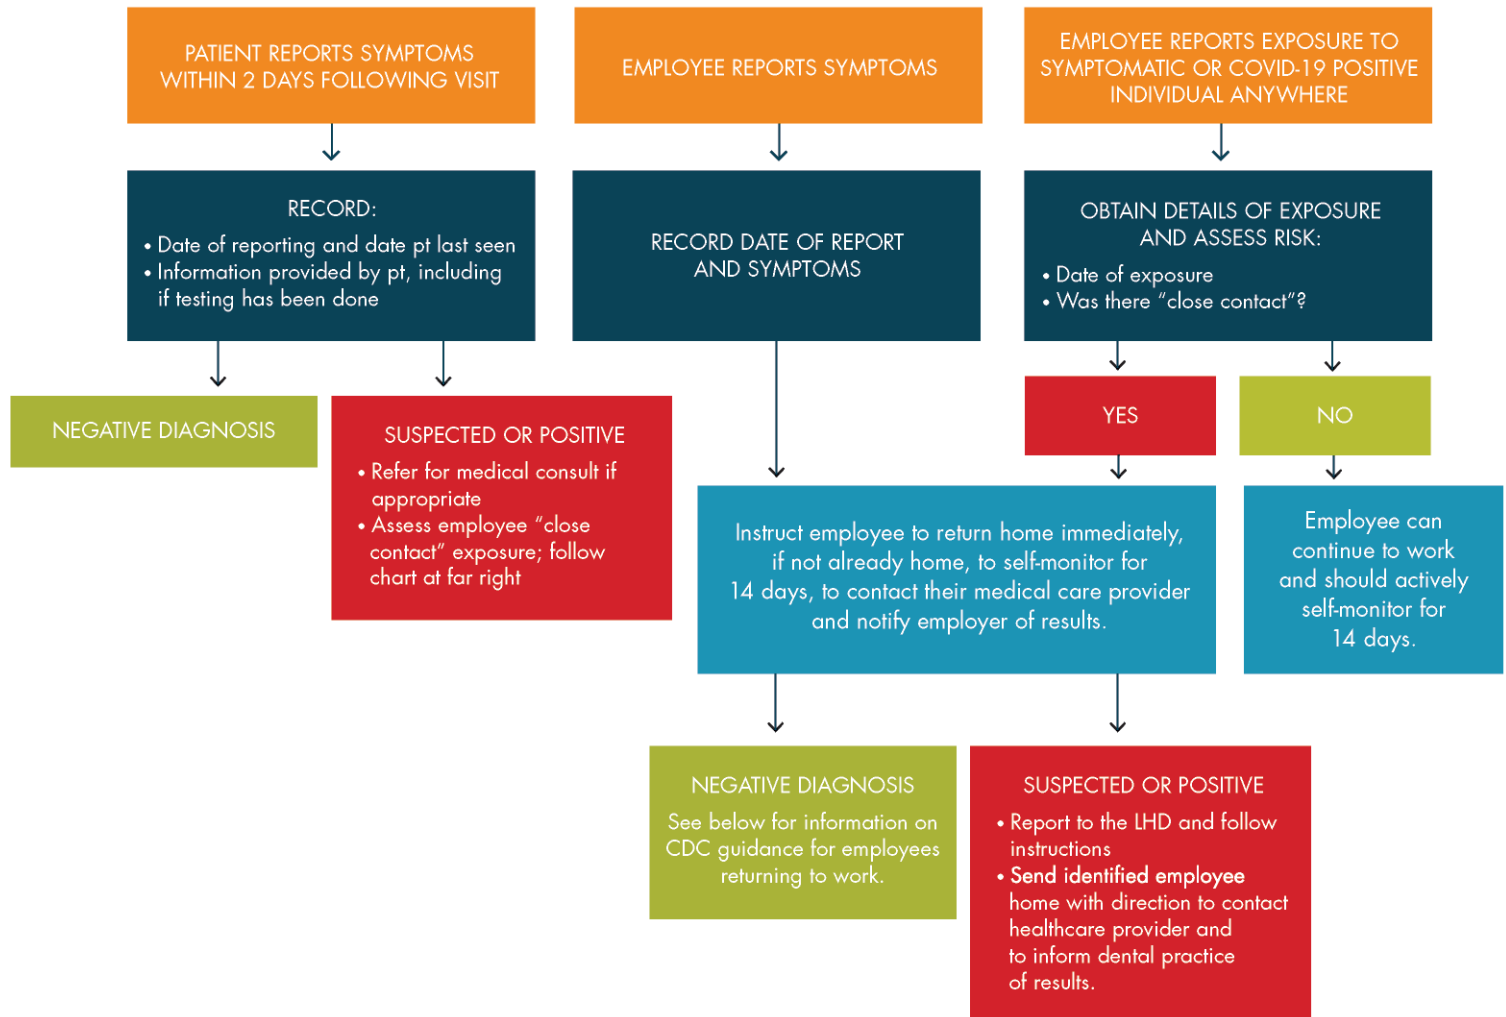 PATIENT REPORTS SYMPTOMS
WITHIN 2 DAYS FOLLOWING VISIT
EMPLOYEE REPORTS SYMPTOMS
EMPLOYEE REPORTS EXPOSURE TO
SYMPTOMATIC OR COVID-19 POSITIVE
INDIVIDUAL ANYWHERE
RECORD:
• Date of reporting and date pt last seen
• Information provided by pt, including
if testing has been done
RECORD DATE OF REPORT
AND SYMPTOMS
OBTAIN DETAILS OF EXPOSURE
AND ASSESS RISK:
• Date of exposure
• Was there “close contact”?
NEGATIVE DIAGNOSIS
SUSPECTED OR POSITIVE
• Refer for medical consult if
appropriate
• Assess employee “close
contact” exposure; follow
chart at far right
YES
NO
Instruct employee to return home immediately,
if not already home, to self-monitor for
14 days, to contact their medical care provider
and notify employer of results.
Employee can
continue to work
and should actively
self-monitor for
14 days.
NEGATIVE DIAGNOSIS
See below for information on
CDC guidance for employees
returning to work.
SUSPECTED OR POSITIVE
• Report to the LHD and follow
instructions
• Send identified employee
home with direction to contact
healthcare provider and
to inform dental practice
of results.